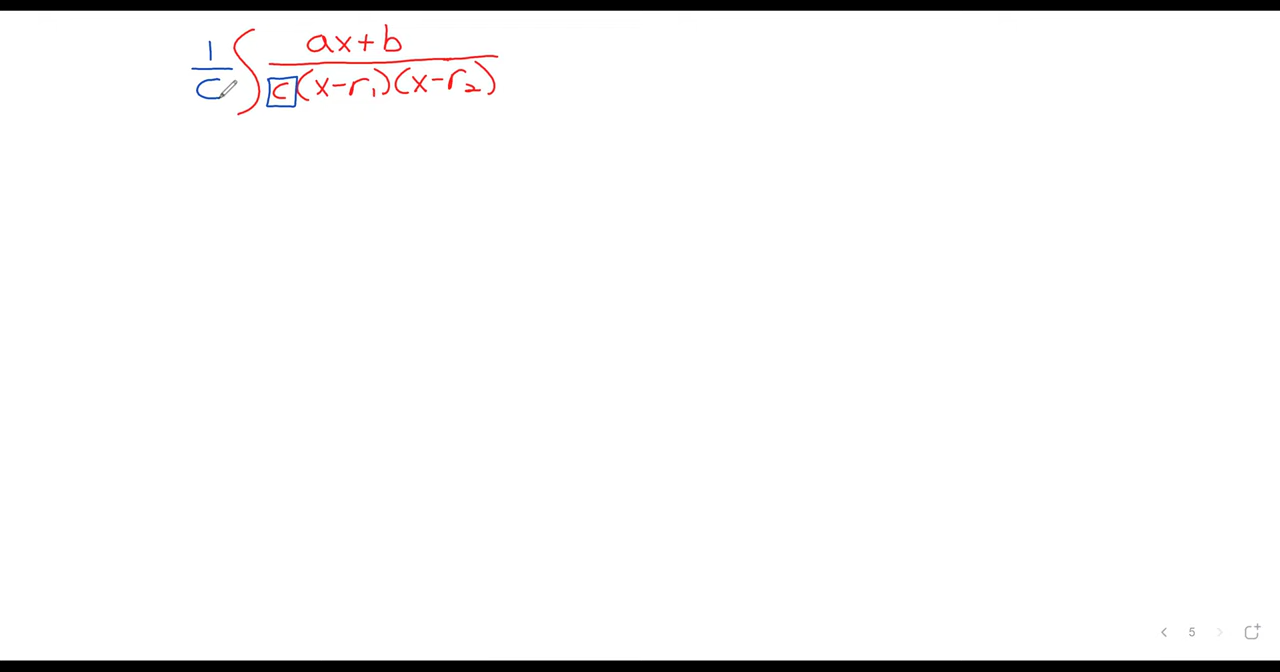 1/c ∫ (ax+b)/(c(x-r₁)(x-r₂))
5